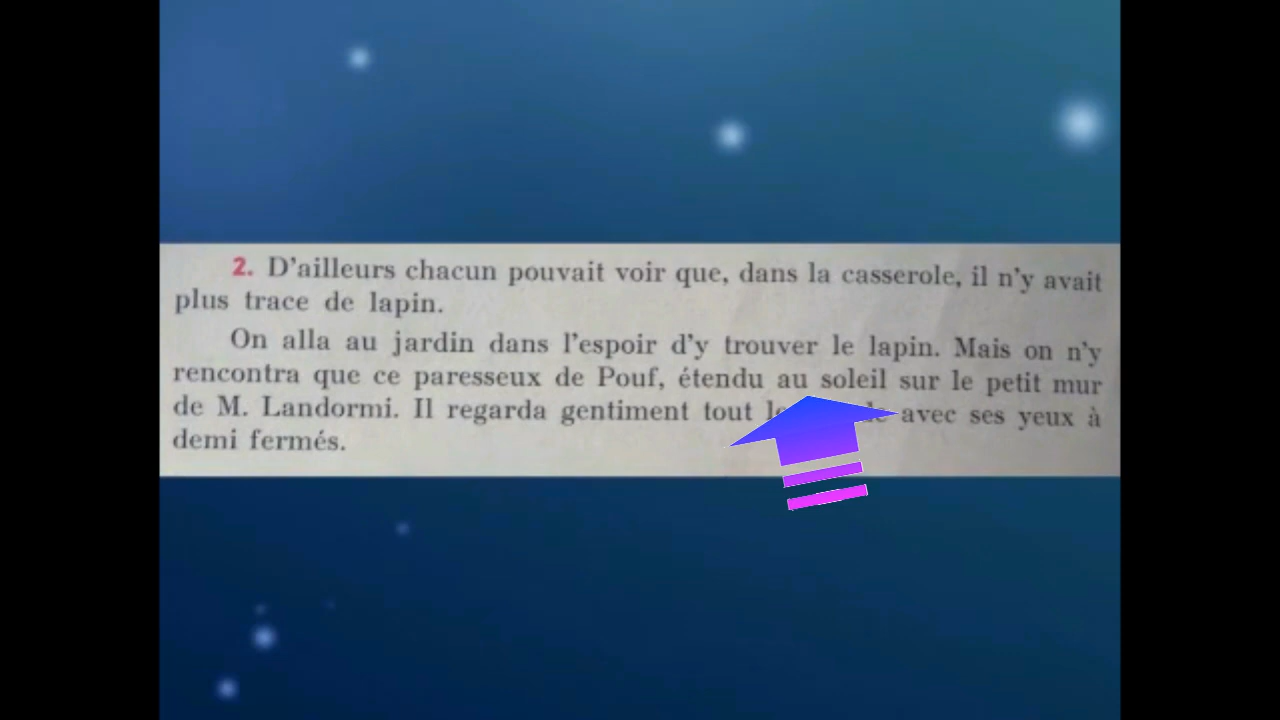 2. D'ailleurs chacun pouvait voir que, dans la casserole, il n'y avait
plus trace de lapin.
On alla au jardin dans l'espoir d'y trouver le lapin. Mais on n'y
rencontra que ce paresseux de Pouf, étendu au soleil sur le petit mur
de M. Landormi. Il regarda gentiment tout avec ses yeux à
demi fermés.